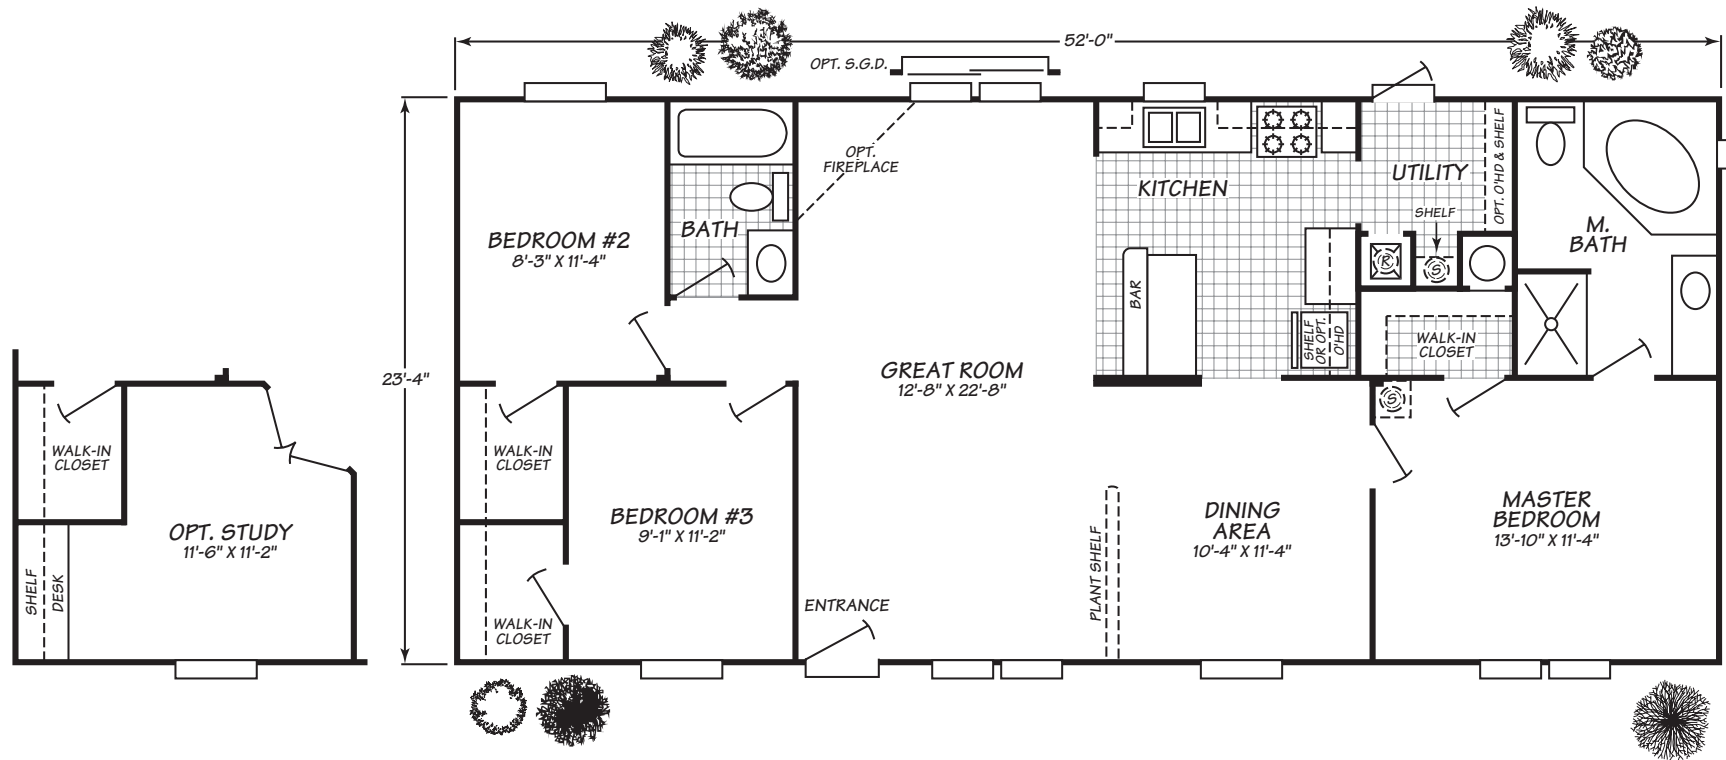 52'-0"
OPT. S.G.D.
OPT.
FIREPLACE
BEDROOM #2
8'-3" X 11'-4"
BATH
KITCHEN
UTILITY
SHELF
OPT. O'HD & SHELF
M.
BATH
R
S
BAR
SHELF
OR OPT.
O'HD
WALK-IN
CLOSET
GREAT ROOM
12'-8" X 22'-8"
23'-4"
S
WALK-IN
CLOSET
WALK-IN
CLOSET
OPT. STUDY
11'-6" X 11'-2"
SHELF
DESK
BEDROOM #3
9'-1" X 11'-2"
WALK-IN
CLOSET
ENTRANCE
PLANT SHELF
DINING
AREA
10'-4" X 11'-4"
MASTER
BEDROOM
13'-10" X 11'-4"